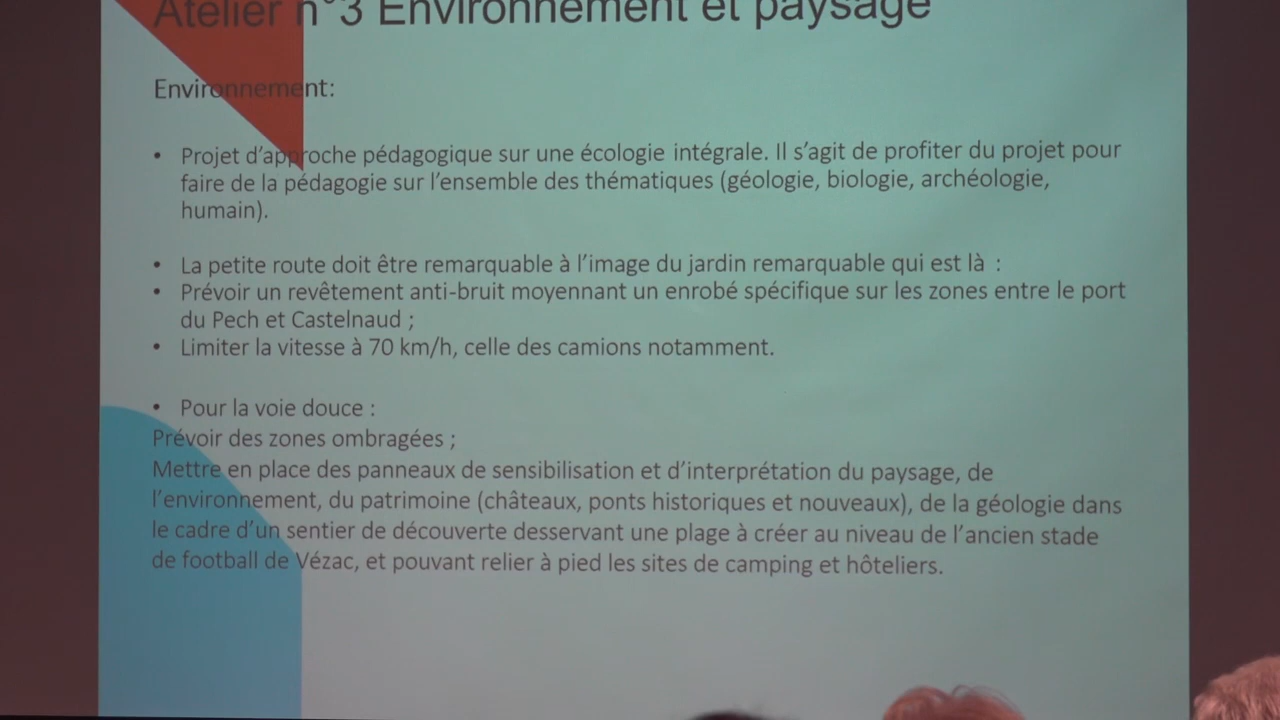 Atelier n°3 Environnement et paysage
Environnement:
• Projet d'approche pédagogique sur une écologie intégrale. Il s'agit de profiter du projet pour
faire de la pédagogie sur l'ensemble des thématiques (géologie, biologie, archéologie,
humain).
• La petite route doit être remarquable à l'image du jardin remarquable qui est là :
• Prévoir un revêtement anti-bruit moyennant un enrobé spécifique sur les zones entre le port
du Pech et Castelnaud ;
• Limiter la vitesse à 70 km/h, celle des camions notamment.
• Pour la voie douce :
Prévoir des zones ombragées ;
Mettre en place des panneaux de sensibilisation et d'interprétation du paysage, de
l'environnement, du patrimoine (châteaux, ponts historiques et nouveaux), de la géologie dans
le cadre d'un sentier de découverte desservant une plage à créer au niveau de l'ancien stade
de football de Vézac, et pouvant relier à pied les sites de camping et hôteliers.